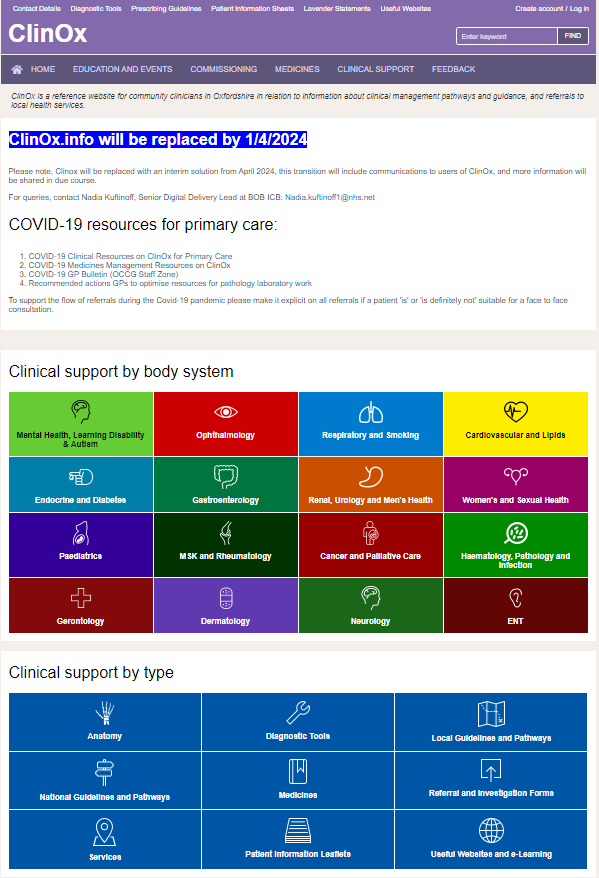 Contact Details Diagnostic Tools Prescribing Guidelines Patient Information Sheets Lavender Statements Useful Websites Create account / Log in
ClinOx
Enter keyword FIND
HOME EDUCATION AND EVENTS COMMISSIONING MEDICINES CLINICAL SUPPORT FEEDBACK
ClinOx is a reference website for community clinicians in Oxfordshire in relation to information about clinical management pathways and guidance, and referrals to
local health services.
ClinOx.info will be replaced by 1/4/2024
Please note, Clinox will be replaced with an interim solution from April 2024, this transition will include communications to users of ClinOx, and more information will
be shared in due course.
For queries, contact Nadia Kuftinoff, Senior Digital Delivery Lead at BOB ICB: Nadia.kuftinoff1@nhs.net
COVID-19 resources for primary care:
1. COVID-19 Clinical Resources on ClinOx for Primary Care
2. COVID-19 Medicines Management Resources on ClinOx
3. COVID-19 GP Bulletin (OCCG Staff Zone)
4. Recommended actions GPs to optimise resources for pathology laboratory work
To support the flow of referrals during the Covid-19 pandemic please make it explicit on all referrals if a patient 'is' or 'is definitely not' suitable for a face to face
consultation.
Clinical support by body system
Mental Health, Learning Disability
& Autism
Ophthalmology
Respiratory and Smoking
Cardiovascular and Lipids
Endocrine and Diabetes
Gastroenterology
Renal, Urology and Men's Health
Women's and Sexual Health
Paediatrics
MSK and Rheumatology
Cancer and Palliative Care
Haematology, Pathology and
Infection
Gerontology
Dermatology
Neurology
ENT
Clinical support by type
Anatomy
Diagnostic Tools
Local Guidelines and Pathways
National Guidelines and Pathways
Medicines
Referral and Investigation Forms
Services
Patient Information Leaflets
Useful Websites and e-Learning